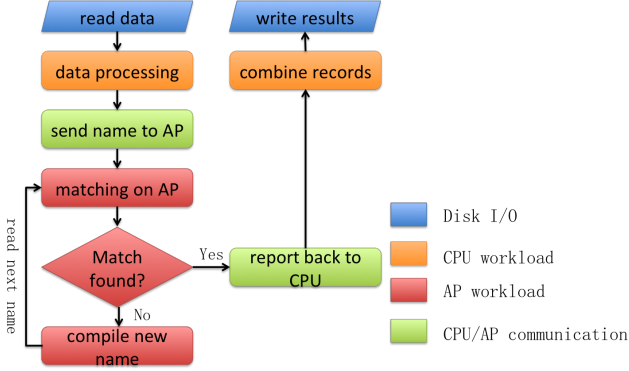 read data
write results
data processing
combine records
send name to AP
matching on AP
read next name
Match
found?
Yes
report back to
CPU
No
compile new
name
Disk I/O
CPU workload
AP workload
CPU/AP communication